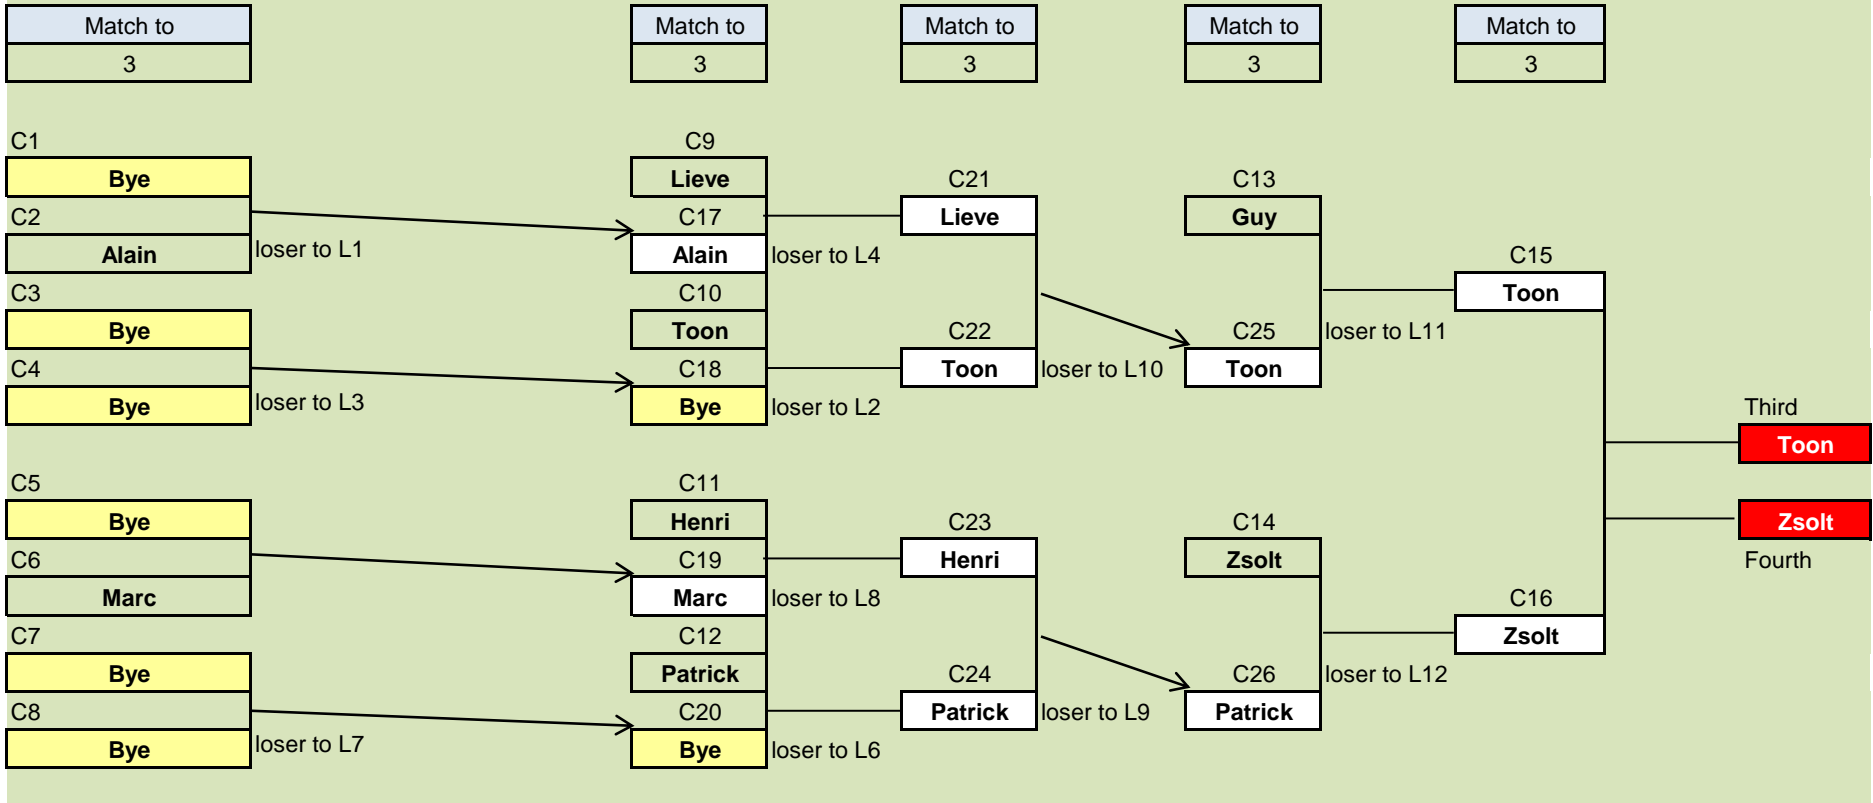 Match to
3
Match to
3
Match to
3
Match to
3
Match to
3
C1
Bye
C2
Alain
loser to L1
C3
Bye
C4
Bye
loser to L3
C5
Bye
C6
Marc
C7
Bye
C8
Bye
loser to L7
C9
Lieve
C17
Alain
loser to L4
C10
Toon
C18
Bye
loser to L2
C11
Henri
C19
Marc
loser to L8
C12
Patrick
C20
Bye
loser to L6
C21
Lieve
C22
Toon
loser to L10
C23
Henri
C24
Patrick
loser to L9
C13
Guy
C25
Toon
loser to L11
C14
Zsolt
C26
Patrick
loser to L12
C15
Toon
C16
Zsolt
Third
Toon
Zsolt
Fourth